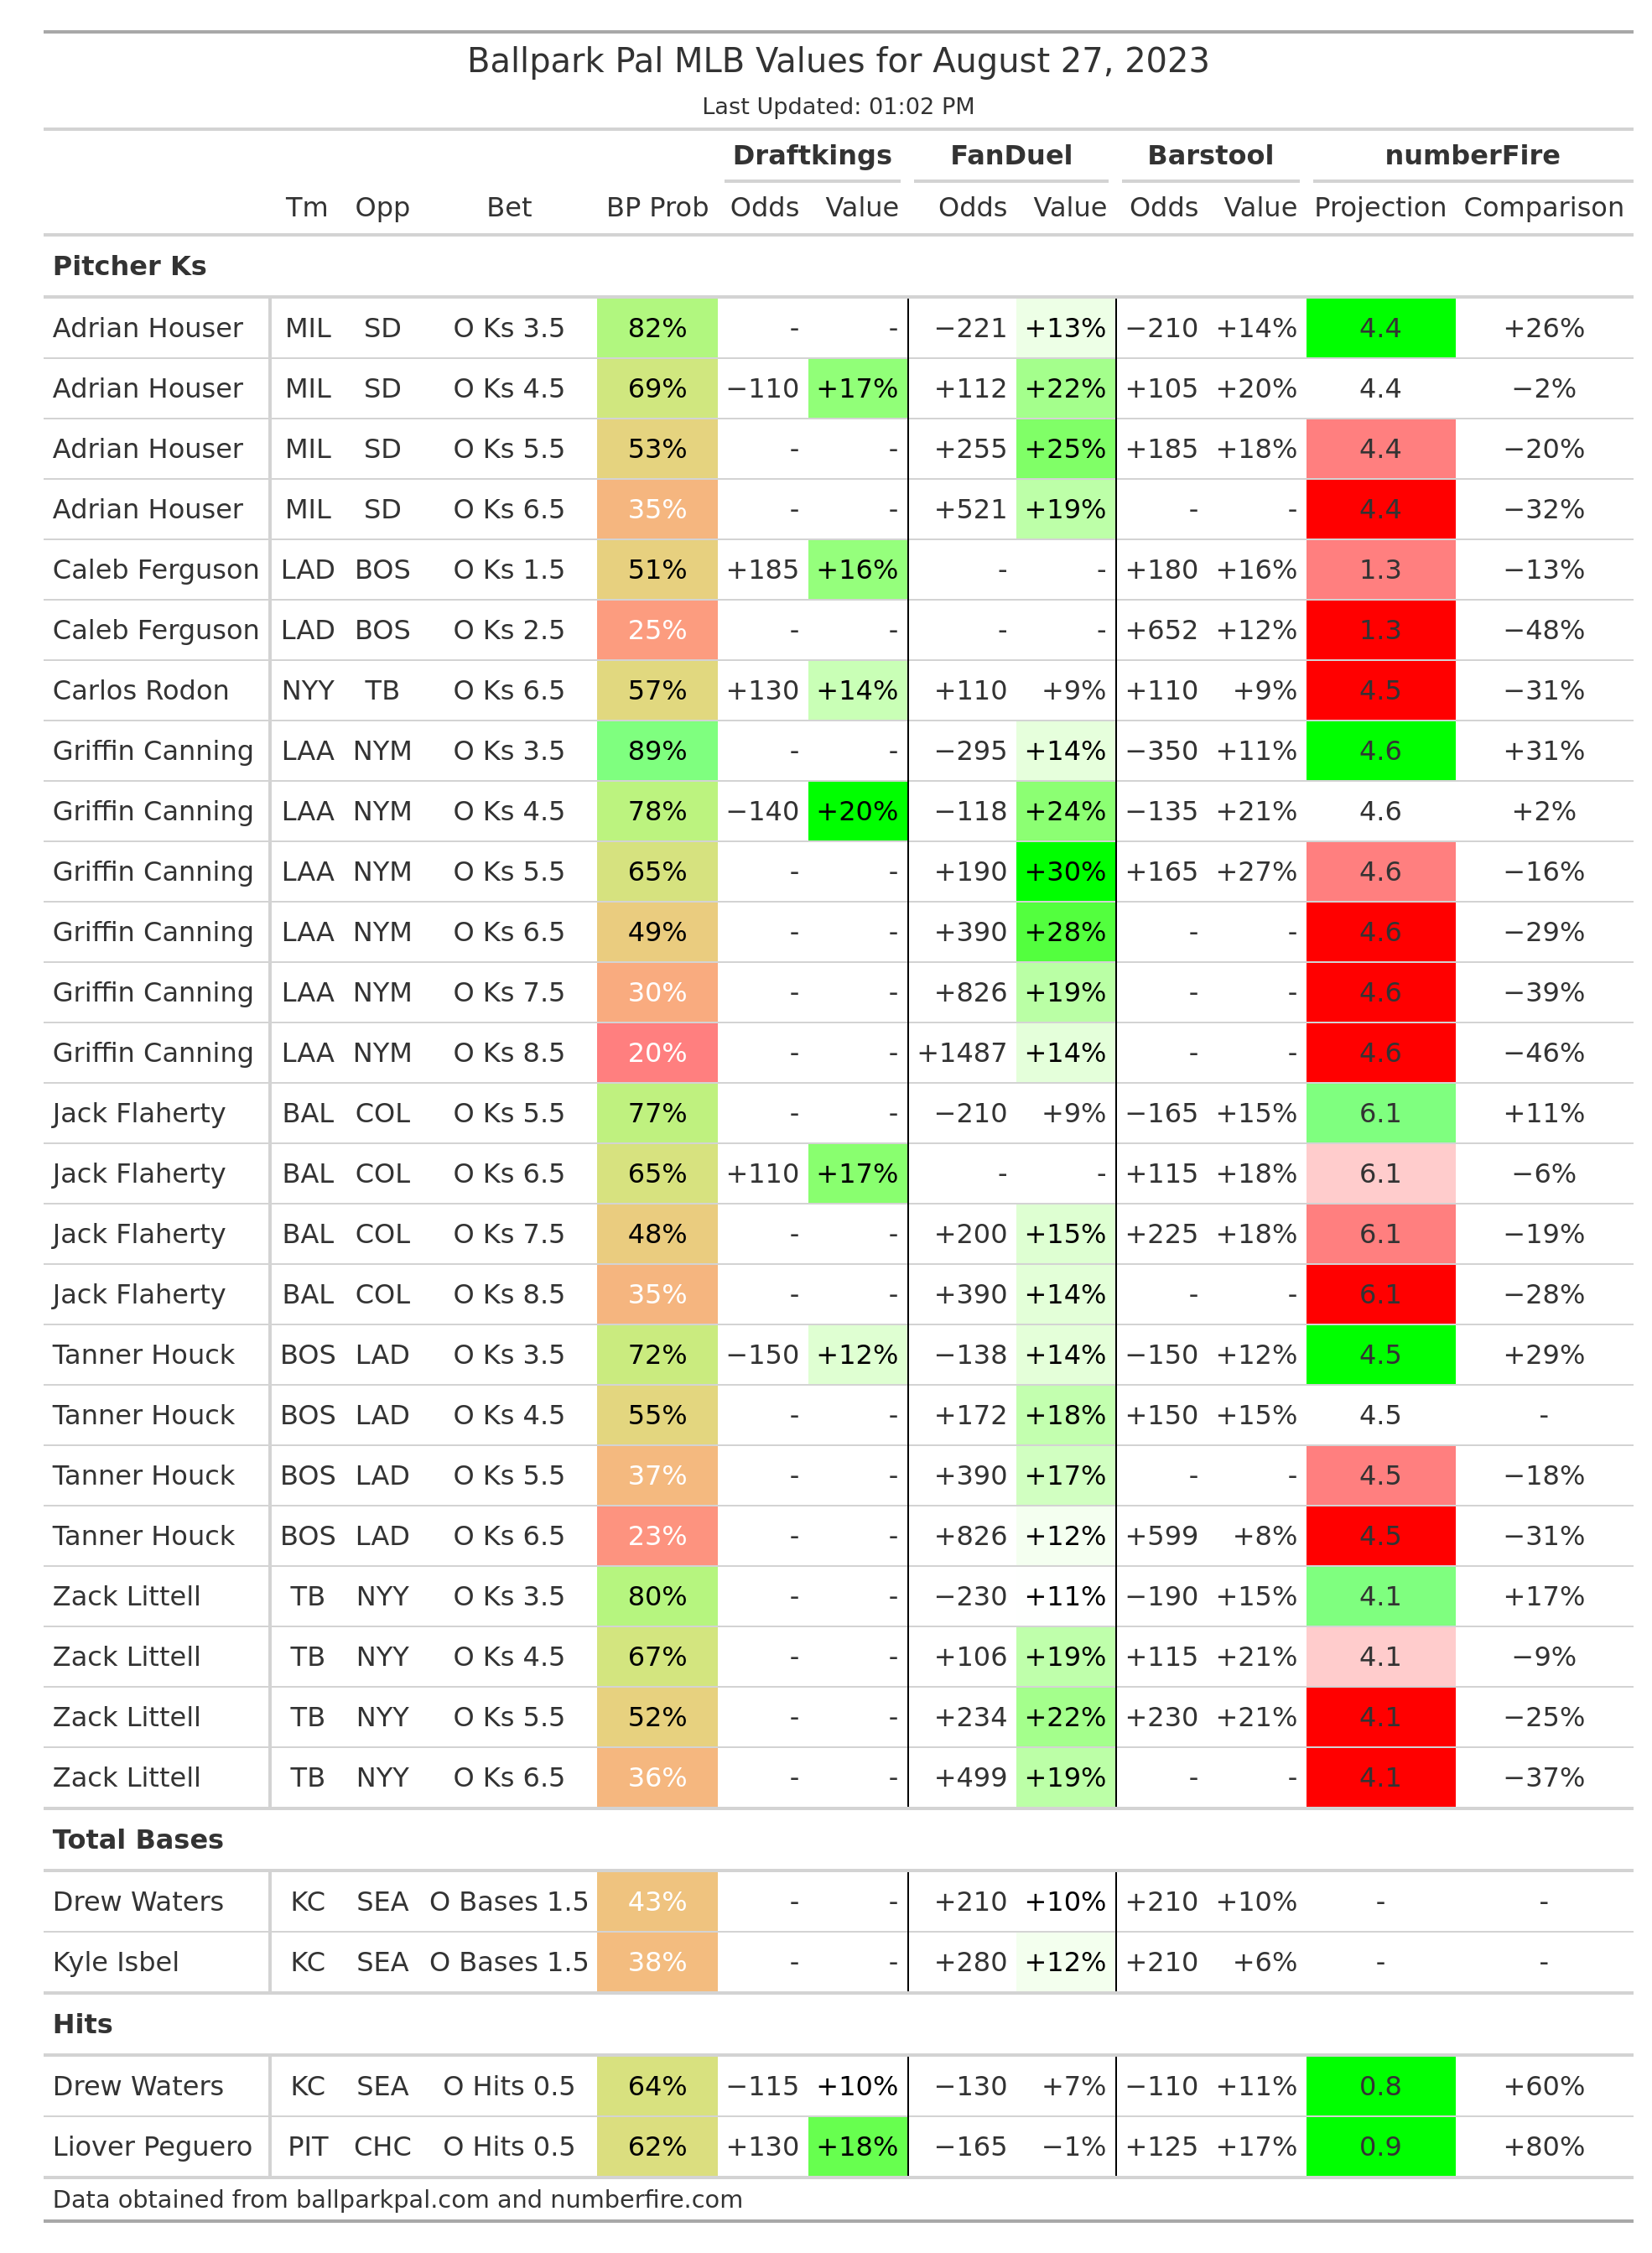 Ballpark Pal MLB Values for August 27, 2023
Last Updated: 01:02 PM
Draftkings FanDuel Barstool numberFire
Tm Opp Bet BP Prob Odds Value Odds Value Odds Value Projection Comparison
Pitcher Ks
Adrian Houser MIL SD O Ks 3.5 82% - - −221 +13% −210 +14% 4.4 +26%
Adrian Houser MIL SD O Ks 4.5 69% −110 +17% +112 +22% +105 +20% 4.4 −2%
Adrian Houser MIL SD O Ks 5.5 53% - - +255 +25% +185 +18% 4.4 −20%
Adrian Houser MIL SD O Ks 6.5 35% - - +521 +19% - - 4.4 −32%
Caleb Ferguson LAD BOS O Ks 1.5 51% +185 +16% - - +180 +16% 1.3 −13%
Caleb Ferguson LAD BOS O Ks 2.5 25% - - - - +652 +12% 1.3 −48%
Carlos Rodon NYY TB O Ks 6.5 57% +130 +14% +110 +9% +110 +9% 4.5 −31%
Griffin Canning LAA NYM O Ks 3.5 89% - - −295 +14% −350 +11% 4.6 +31%
Griffin Canning LAA NYM O Ks 4.5 78% −140 +20% −118 +24% −135 +21% 4.6 +2%
Griffin Canning LAA NYM O Ks 5.5 65% - - +190 +30% +165 +27% 4.6 −16%
Griffin Canning LAA NYM O Ks 6.5 49% - - +390 +28% - - 4.6 −29%
Griffin Canning LAA NYM O Ks 7.5 30% - - +826 +19% - - 4.6 −39%
Griffin Canning LAA NYM O Ks 8.5 20% - - +1487 +14% - - 4.6 −46%
Jack Flaherty BAL COL O Ks 5.5 77% - - −210 +9% −165 +15% 6.1 +11%
Jack Flaherty BAL COL O Ks 6.5 65% +110 +17% - - +115 +18% 6.1 −6%
Jack Flaherty BAL COL O Ks 7.5 48% - - +200 +15% +225 +18% 6.1 −19%
Jack Flaherty BAL COL O Ks 8.5 35% - - +390 +14% - - 6.1 −28%
Tanner Houck BOS LAD O Ks 3.5 72% −150 +12% −138 +14% −150 +12% 4.5 +29%
Tanner Houck BOS LAD O Ks 4.5 55% - - +172 +18% +150 +15% 4.5 -
Tanner Houck BOS LAD O Ks 5.5 37% - - +390 +17% - - 4.5 −18%
Tanner Houck BOS LAD O Ks 6.5 23% - - +826 +12% +599 +8% 4.5 −31%
Zack Littell TB NYY O Ks 3.5 80% - - −230 +11% −190 +15% 4.1 +17%
Zack Littell TB NYY O Ks 4.5 67% - - +106 +19% +115 +21% 4.1 −9%
Zack Littell TB NYY O Ks 5.5 52% - - +234 +22% +230 +21% 4.1 −25%
Zack Littell TB NYY O Ks 6.5 36% - - +499 +19% - - 4.1 −37%
Total Bases
Drew Waters KC SEA O Bases 1.5 43% - - +210 +10% +210 +10% - -
Kyle Isbel KC SEA O Bases 1.5 38% - - +280 +12% +210 +6% - -
Hits
Drew Waters KC SEA O Hits 0.5 64% −115 +10% −130 +7% −110 +11% 0.8 +60%
Liover Peguero PIT CHC O Hits 0.5 62% +130 +18% −165 −1% +125 +17% 0.9 +80%
Data obtained from ballparkpal.com and numberfire.com